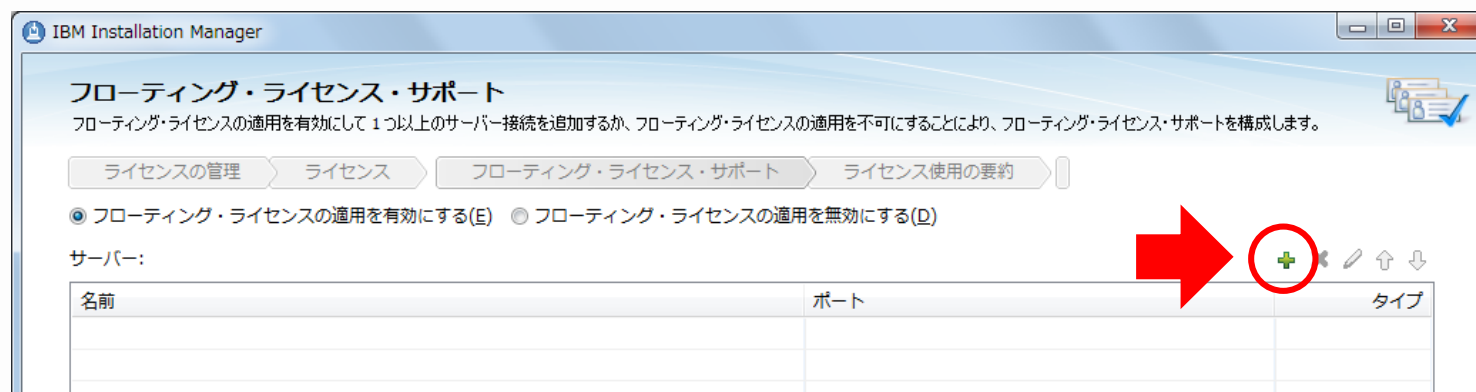 IBM Installation Manager
フローティング・ライセンス・サポート
フローティング・ライセンスの適用を有効にして 1 つ以上のサーバー接続を追加するか、フローティング・ライセンスの適用を不可にすることにより、フローティング・ライセンス・サポートを構成します。
ライセンスの管理 ライセンス フローティング・ライセンス・サポート ライセンス使用の要約
フローティング・ライセンスの適用を有効にする(E) フローティング・ライセンスの適用を無効にする(D)
サーバー:
名前 ポート タイプ